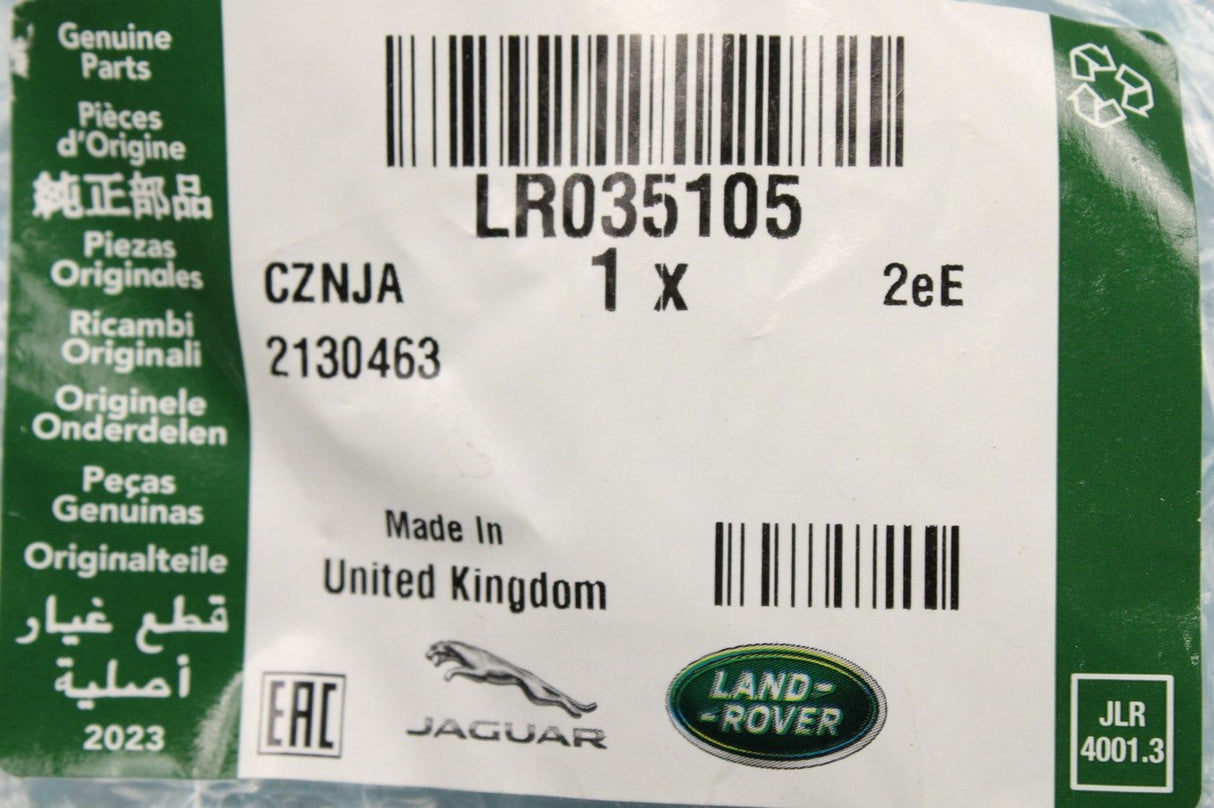 Genuine
Parts
Pièces
d'Origine
純正部品
Piezas
Originales
Ricambi
Originali
Originele
Onderdelen
Peças
Genuinas
Originalteile
قطع غيار
أصلية
2023
LR035105
CZNJA 1 x 2eE
2130463
Made In
United Kingdom
EAC
JAGUAR
LAND-
-ROVER
JLR
4001.3